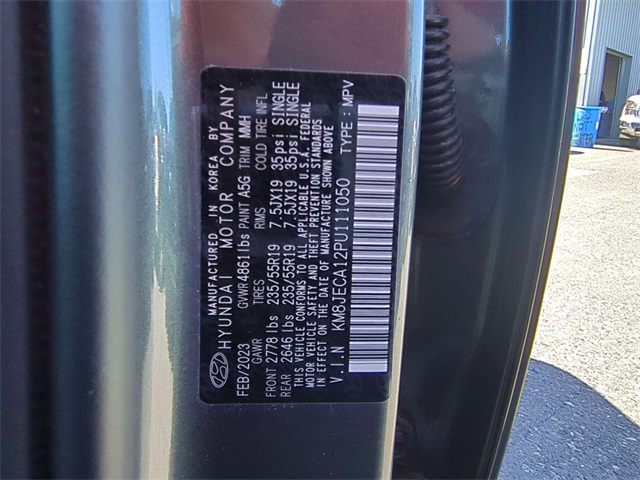 MANUFACTURED IN KOREA BY
HYUNDAI MOTOR COMPANY
FEB/2023 GVWR 4861 lbs PAINT A5G TRIM MMH
GAWR TIRES RIMS COLD TIRE INFL.
FRONT 2778 lbs 235/55R19 7.5JX19 35psi SINGLE
REAR 2646 lbs 235/55R19 7.5JX19 35psi SINGLE
THIS VEHICLE CONFORMS TO ALL APPLICABLE U.S.A. FEDERAL
MOTOR VEHICLE SAFETY AND THEFT PREVENTION STANDARDS
IN EFFECT ON THE DATE OF MANUFACTURE SHOWN ABOVE
V.I.N KM8JECA12PU111050 TYPE : MPV